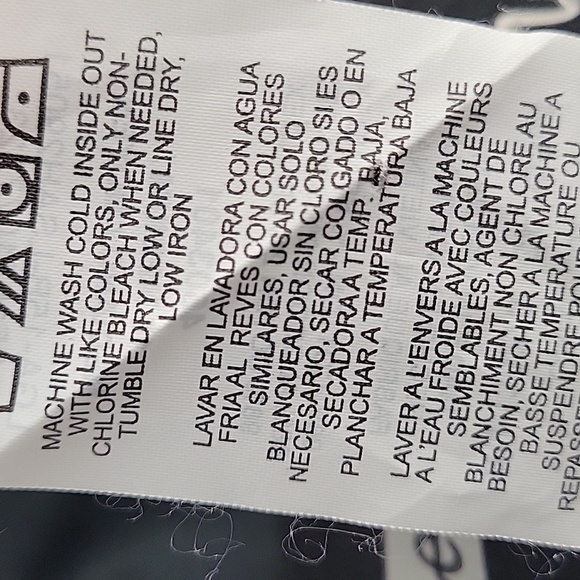 MACHINE WASH COLD INSIDE OUT
WITH LIKE COLORS, ONLY NON-
CHLORINE BLEACH WHEN NEEDED,
TUMBLE DRY LOW OR LINE DRY,
LOW IRON
LAVAR EN LAVADORA CON AGUA
FRIA AL REVES CON COLORES
SIMILARES, USAR SOLO
BLANQUEADOR SIN CLORO SI ES
NECESARIO, SECAR COLGADO O EN
SECADORA A TEMP. BAJA,
PLANCHAR A TEMPERATURA BAJA
LAVER A L'ENVERS A LA MACHINE
A L'EAU FROIDE AVEC COULEURS
SEMBLABLES, AGENT DE
BLANCHIMENT NON CHLORE AU
BESOIN, SECHER A LA MACHINE A
BASSE TEMPERATURE OU
SUSPENDRE